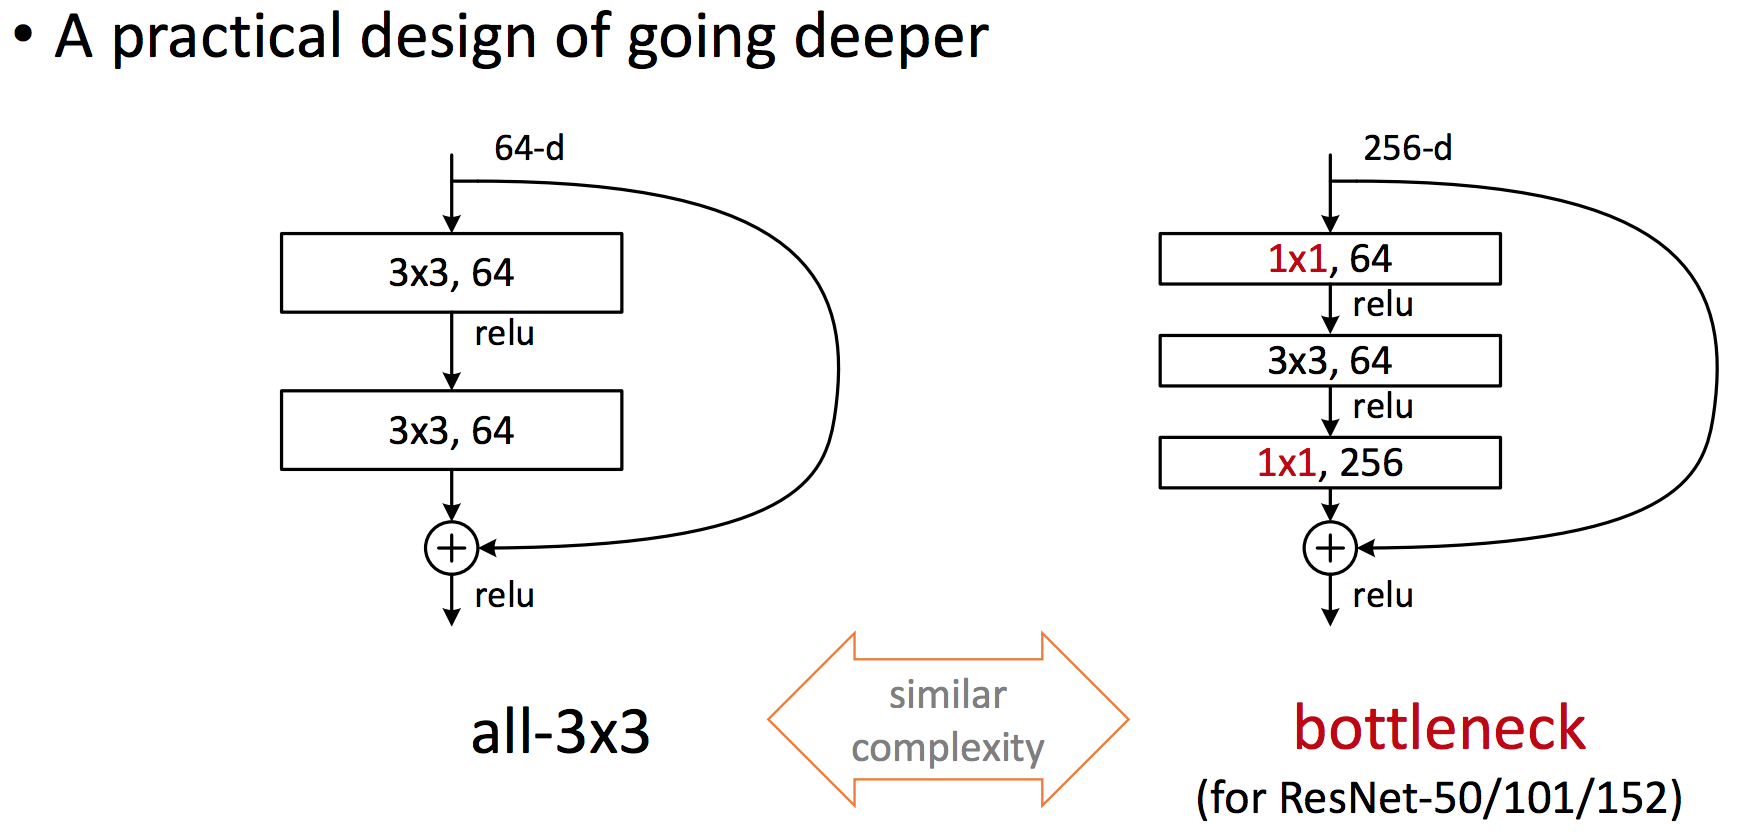 • A practical design of going deeper
64-d
3x3, 64
relu
3x3, 64
relu
all-3x3
similar
complexity
256-d
1x1, 64
relu
3x3, 64
relu
1x1, 256
relu
bottleneck
(for ResNet-50/101/152)